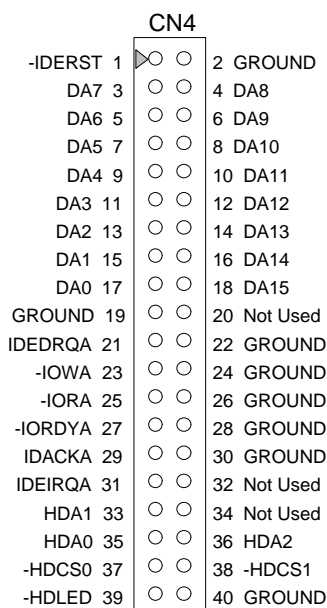 CN4
-IDERST 1 2 GROUND
DA7 3 4 DA8
DA6 5 6 DA9
DA5 7 8 DA10
DA4 9 10 DA11
DA3 11 12 DA12
DA2 13 14 DA13
DA1 15 16 DA14
DA0 17 18 DA15
GROUND 19 20 Not Used
IDEDRQA 21 22 GROUND
-IOWA 23 24 GROUND
-IORA 25 26 GROUND
-IORDYA 27 28 GROUND
IDACKA 29 30 GROUND
IDEIRQA 31 32 Not Used
HDA1 33 34 Not Used
HDA0 35 36 HDA2
-HDCS0 37 38 -HDCS1
-HDLED 39 40 GROUND